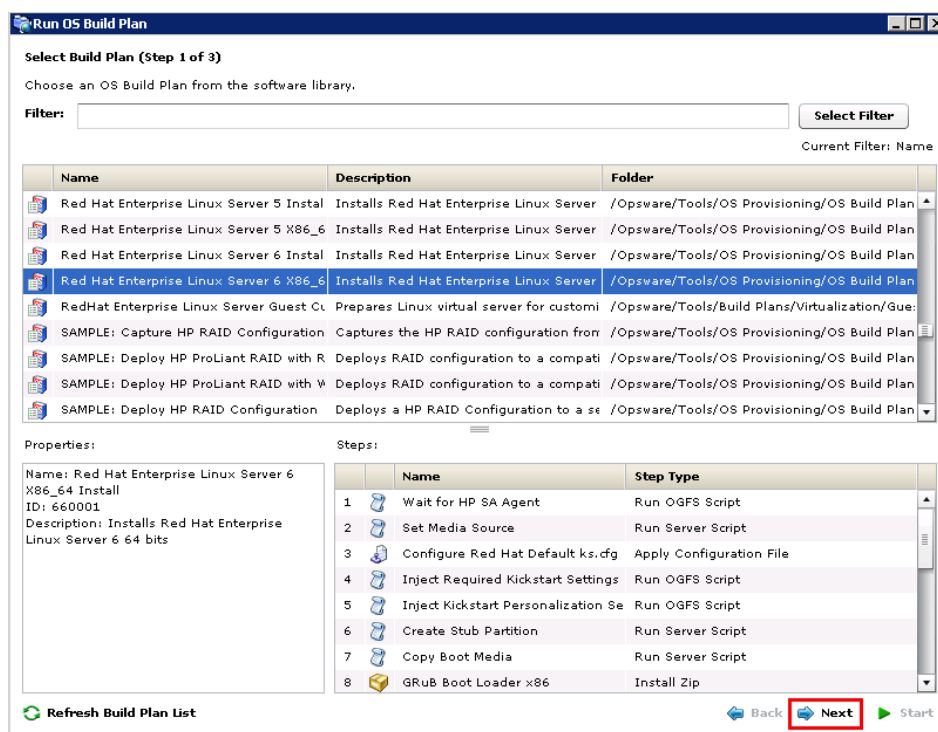 Run OS Build Plan
Select Build Plan (Step 1 of 3)
Choose an OS Build Plan from the software library.
Filter: Select Filter
Current Filter: Name
Name Description Folder
Red Hat Enterprise Linux Server 5 Instal Installs Red Hat Enterprise Linux Server /Opsware/Tools/OS Provisioning/OS Build Plan
Red Hat Enterprise Linux Server 5 X86_6 Installs Red Hat Enterprise Linux Server /Opsware/Tools/OS Provisioning/OS Build Plan
Red Hat Enterprise Linux Server 6 Instal Installs Red Hat Enterprise Linux Server /Opsware/Tools/OS Provisioning/OS Build Plan
Red Hat Enterprise Linux Server 6 X86_6 Installs Red Hat Enterprise Linux Server /Opsware/Tools/OS Provisioning/OS Build Plan
RedHat Enterprise Linux Server Guest Cu Prepares Linux virtual server for customi /Opsware/Tools/Build Plans/Virtualization/Gue
SAMPLE: Capture HP RAID Configuration Captures the HP RAID configuration from /Opsware/Tools/OS Provisioning/OS Build Plan
SAMPLE: Deploy HP ProLiant RAID with R Deploys RAID configuration to a compati /Opsware/Tools/OS Provisioning/OS Build Plan
SAMPLE: Deploy HP ProLiant RAID with W Deploys RAID configuration to a compati /Opsware/Tools/OS Provisioning/OS Build Plan
SAMPLE: Deploy HP RAID Configuration Deploys a HP RAID Configuration to a se /Opsware/Tools/OS Provisioning/OS Build Plan
Properties:
Name: Red Hat Enterprise Linux Server 6
X86_64 Install
ID: 660001
Description: Installs Red Hat Enterprise
Linux Server 6 64 bits
Steps:
Name Step Type
1 Wait for HP SA Agent Run OGFS Script
2 Set Media Source Run Server Script
3 Configure Red Hat Default ks.cfg Apply Configuration File
4 Inject Required Kickstart Settings Run OGFS Script
5 Inject Kickstart Personalization Se Run OGFS Script
6 Create Stub Partition Run Server Script
7 Copy Boot Media Run Server Script
8 GRuB Boot Loader x86 Install Zip
Refresh Build Plan List Back Next Start